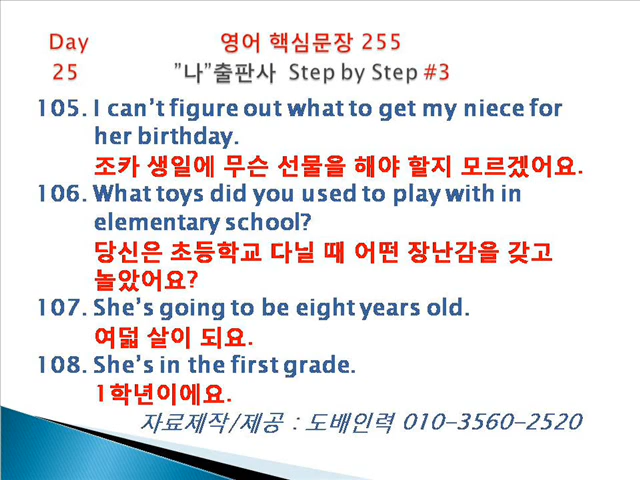 Day 영어 핵심문장 255
25 "나"출판사 Step by Step #3
105. I can't figure out what to get my niece for
her birthday.
조카 생일에 무슨 선물을 해야 할지 모르겠어요.
106. What toys did you used to play with in
elementary school?
당신은 초등학교 다닐 때 어떤 장난감을 갖고
놀았어요?
107. She's going to be eight years old.
여덟 살이 되요.
108. She's in the first grade.
1학년이에요.
자료제작/제공 : 도배인력 010-3560-2520